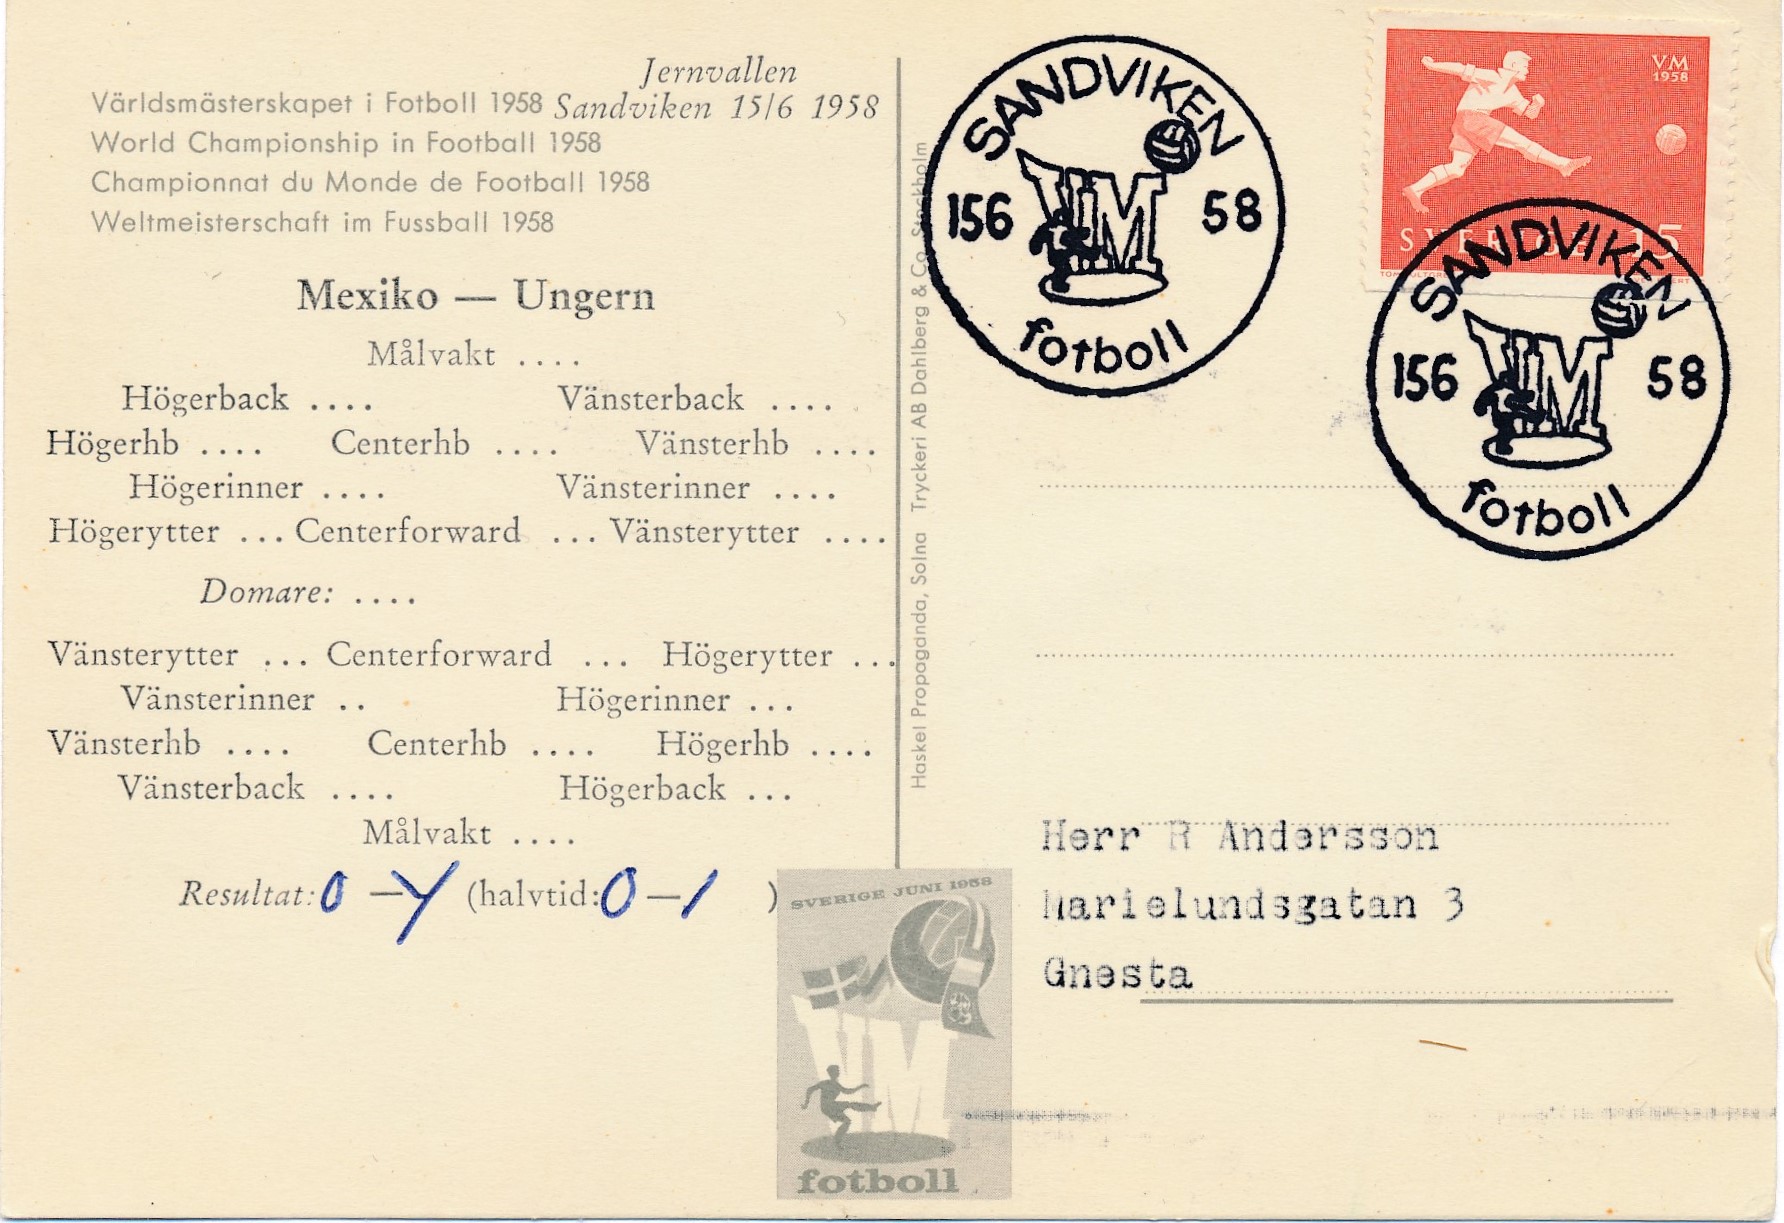 Jernvallen
Världsmästerskapet i Fotboll 1958 Sandviken 15/6 1958
World Championship in Football 1958
Championnat du Monde de Football 1958
Weltmeisterschaft im Fussball 1958
Mexiko — Ungern
Målvakt ....
Högerback .... Vänsterback ....
Högerhb .... Centerhb .... Vänsterhb ....
Högerinner .... Vänsterinner ....
Högerytter ... Centerforward ... Vänsterytter ....
Domare: ....
Vänsterytter ... Centerforward ... Högerytter ...
Vänsterinner .. Högerinner ...
Vänsterhb .... Centerhb .... Högerhb ....
Vänsterback .... Högerback ...
Målvakt ....
Resultat: 0 — 4 (halvtid: 0 — 1 )
SVERIGE JUNI 1958
VM
fotboll
Haskel Propaganda, Solna Tryckeri AB Dahlberg & Co, Stockholm
SANDVIKEN
156 VM 58
fotboll
VM
1958
SVERIGE 15
SANDVIKEN
156 VM 58
fotboll
Herr R Andersson
Marielundsgatan 3
Gnesta